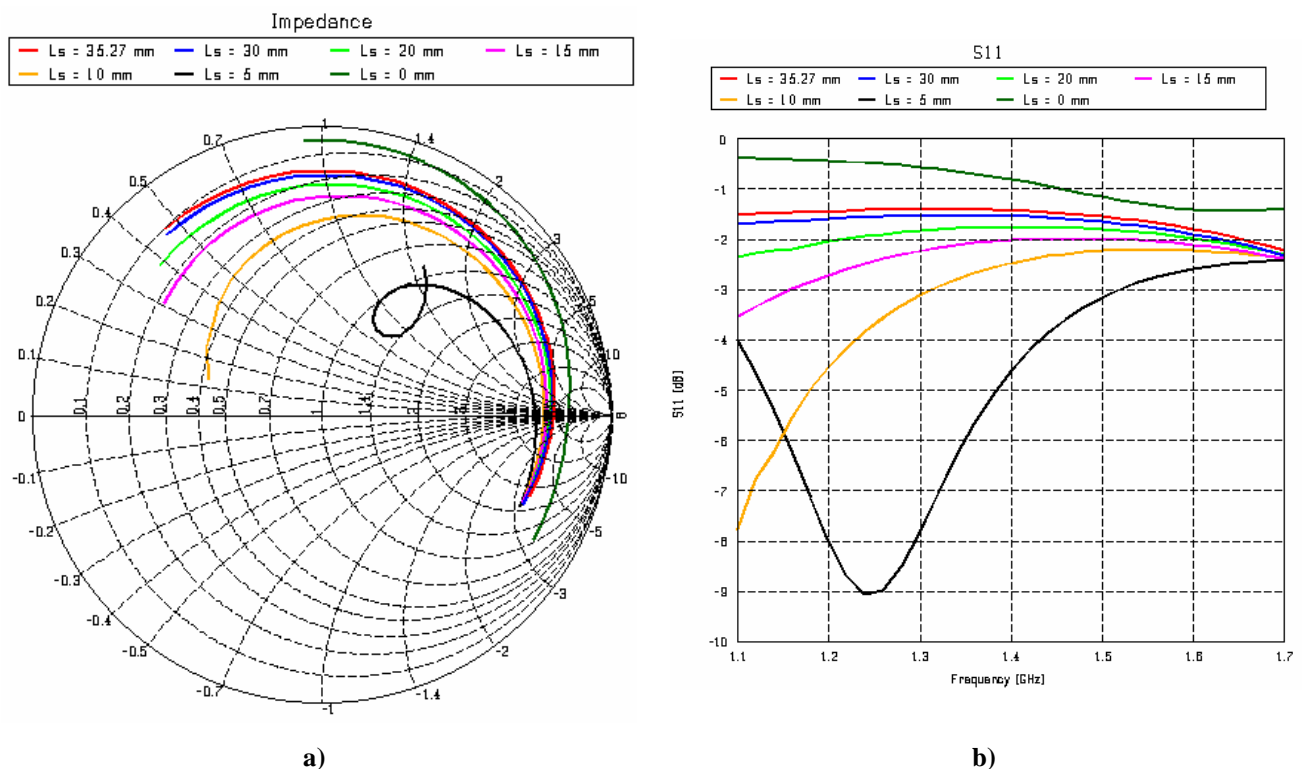 Impedance
Ls = 35.27 mm Ls = 30 mm Ls = 20 mm Ls = 15 mm
Ls = 10 mm Ls = 5 mm Ls = 0 mm
1
0.7 1.4
0.5 2
0.4
0.3 3
0.2 5
0.1 10
0 0.1 0.2 0.3 0.4 0.5 0.7 1
-0.1 -10
-0.2 -5
-0.3 -3
-0.4
-0.5 -2
-0.7 -1.4
-1
a)
S11
Ls = 35.27 mm Ls = 30 mm Ls = 20 mm Ls = 15 mm
Ls = 10 mm Ls = 5 mm Ls = 0 mm
0
-1
-2
-3
-4
-5
-6
-7
-8
-9
-10
S11 [dB]
1.1 1.2 1.3 1.4 1.5 1.6 1.7
Frequency [GHz]
b)